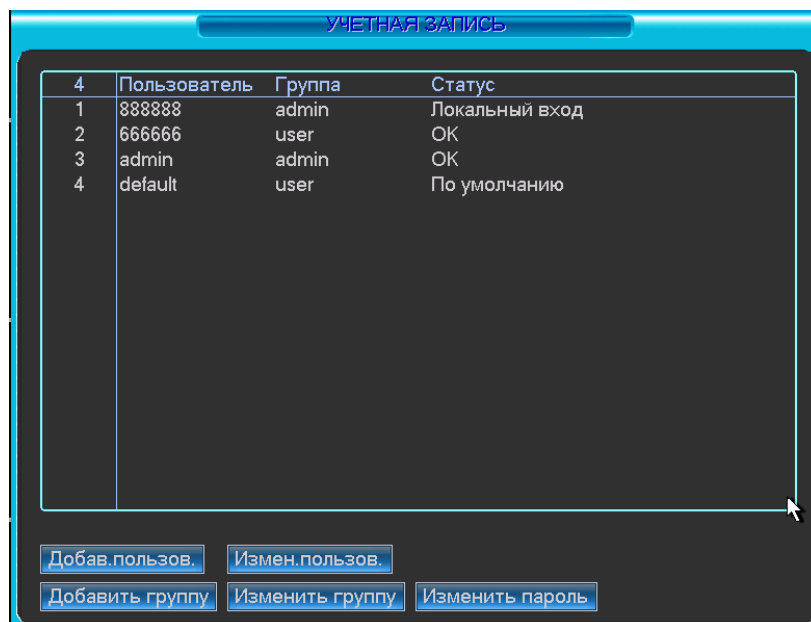 УЧЕТНАЯ ЗАПИСЬ
4 Пользователь Группа Статус
1 888888 admin Локальный вход
2 666666 user OK
3 admin admin OK
4 default user По умолчанию
Добав.пользов. Измен.пользов.
Добавить группу Изменить группу Изменить пароль